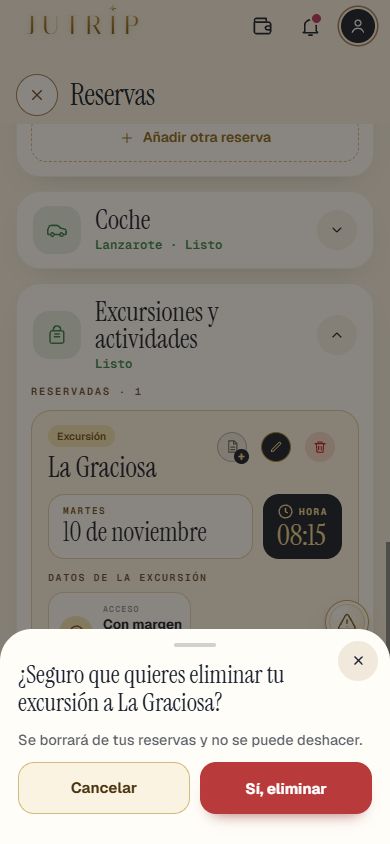 JUTRIP
Reservas
Añadir otra reserva
Coche
Lanzarote · Listo
Excursiones y
actividades
Listo
RESERVADAS · 1
Excursión
La Graciosa
MARTES
10 de noviembre
HORA
08:15
DATOS DE LA EXCURSIÓN
ACCESO
Con margen
¿Seguro que quieres eliminar tu
excursión a La Graciosa?
Se borrará de tus reservas y no se puede deshacer.
Cancelar
Sí, eliminar